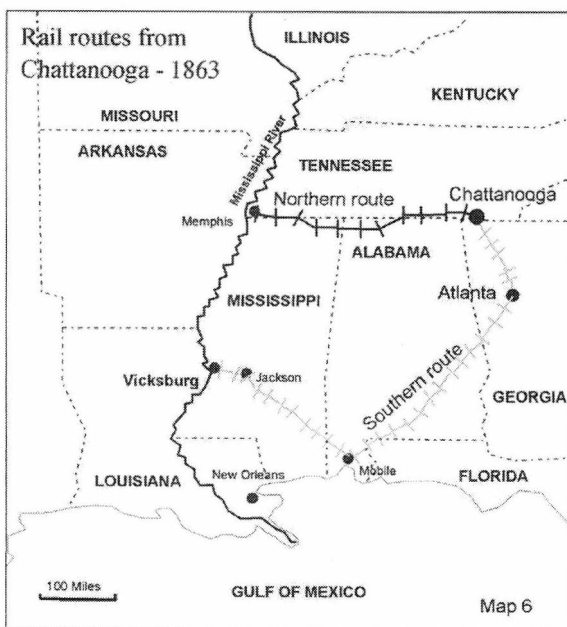 Rail routes from
Chattanooga - 1863
ILLINOIS
KENTUCKY
MISSOURI
ARKANSAS
Mississippi River
TENNESSEE
Northern route
Chattanooga
Memphis
ALABAMA
MISSISSIPPI
Atlanta
Vicksburg
Jackson
Southern route
GEORGIA
LOUISIANA
New Orleans
Mobile
FLORIDA
100 Miles
GULF OF MEXICO
Map 6